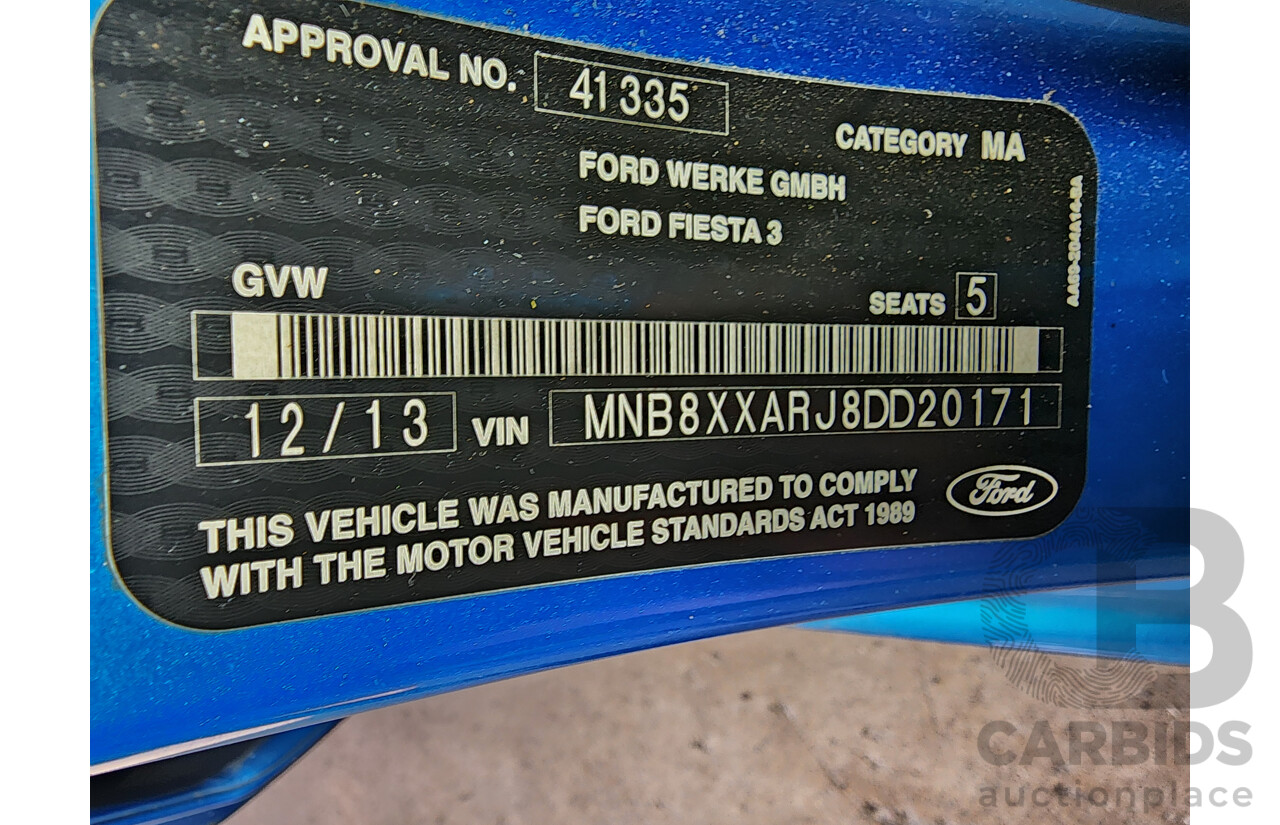 APPROVAL NO. 41335
CATEGORY MA
FORD WERKE GMBH
FORD FIESTA 3
GVW
SEATS 5
12/13 VIN MNB8XXARJ8DD20171
THIS VEHICLE WAS MANUFACTURED TO COMPLY
WITH THE MOTOR VEHICLE STANDARDS ACT 1989
Ford
CB
CARBIDS
auctionplace